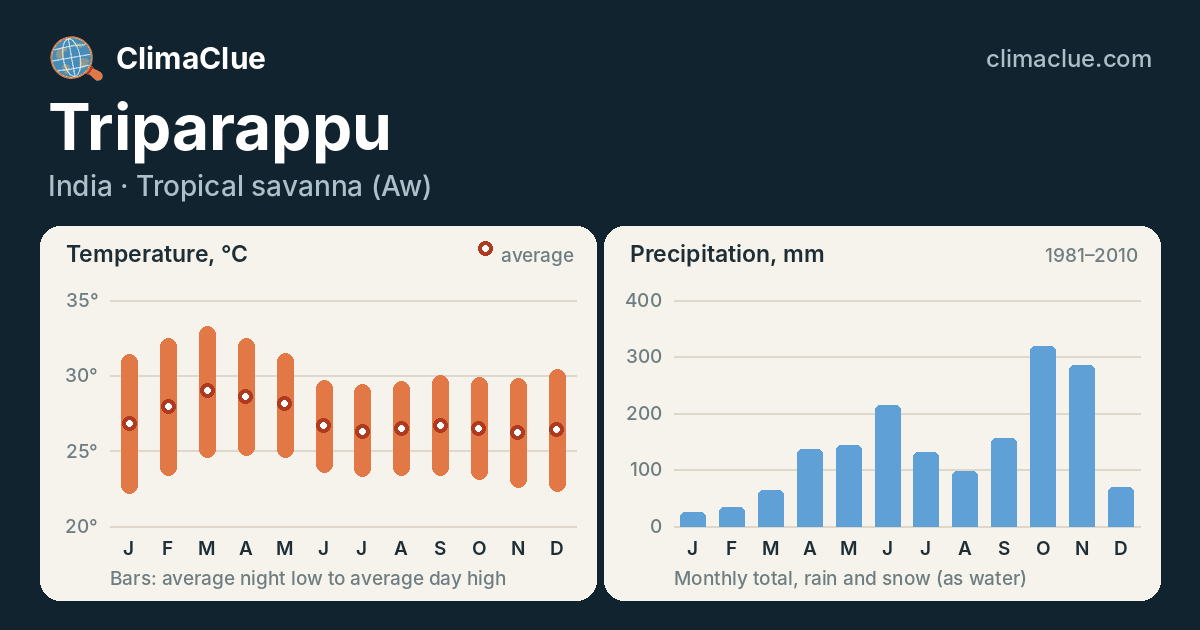 ClimaClue
climaclue.com
Triparappu
India · Tropical savanna (Aw)
Temperature, °C
average
35°
30°
25°
20°
J F M A M J J A S O N D
Bars: average night low to average day high
Precipitation, mm
1981–2010
400
300
200
100
0
J F M A M J J A S O N D
Monthly total, rain and snow (as water)